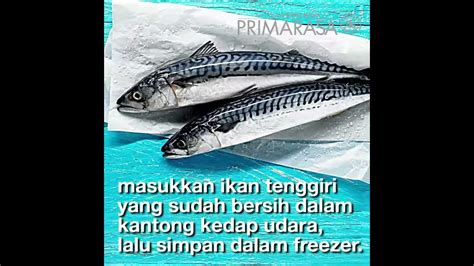 PRIMARASA
masukkan ikan tenggiri
yang sudah bersih dalam
kantong kedap udara,
lalu simpan dalam freezer.